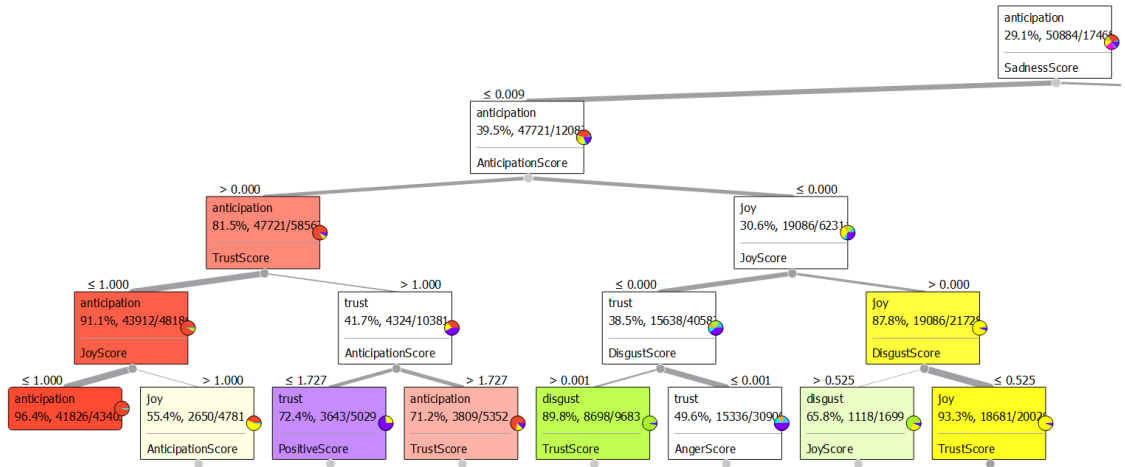 anticipation
29.1%, 50884/1746
SadnessScore
≤ 0.009
anticipation
39.5%, 47721/1208
AnticipationScore
> 0.000
≤ 0.000
anticipation
81.5%, 47721/5856
TrustScore
joy
30.6%, 19086/6231
JoyScore
≤ 1.000
> 1.000
≤ 0.000
> 0.000
anticipation
91.1%, 43912/4818
JoyScore
trust
41.7%, 4324/10381
AnticipationScore
trust
38.5%, 15638/4058
DisgustScore
joy
87.8%, 19086/2172
DisgustScore
≤ 1.000
> 1.000
≤ 1.727
> 1.727
> 0.001
≤ 0.001
> 0.525
≤ 0.525
anticipation
96.4%, 41826/4340
joy
55.4%, 2650/4781
AnticipationScore
trust
72.4%, 3643/5029
PositiveScore
anticipation
71.2%, 3809/5352
TrustScore
disgust
89.8%, 8698/9683
TrustScore
trust
49.6%, 15336/3090
AngerScore
disgust
65.8%, 1118/1699
JoyScore
joy
93.3%, 18681/2002
TrustScore